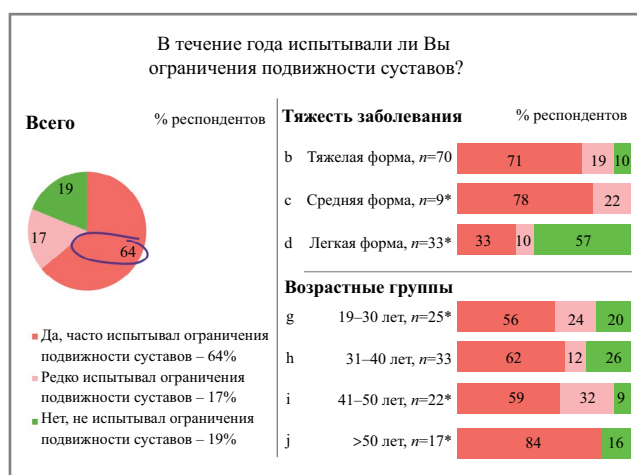 В течение года испытывали ли Вы
ограничения подвижности суставов?
Всего
% респондентов
19
17
64
Да, часто испытывал ограничения
подвижности суставов – 64%
Редко испытывал ограничения
подвижности суставов – 17%
Нет, не испытывал ограничения
подвижности суставов – 19%
Тяжесть заболевания % респондентов
b Тяжелая форма, n=70 71 19 10
c Средняя форма, n=9* 78 22
d Легкая форма, n=33* 33 10 57
Возрастные группы
g 19–30 лет, n=25* 56 24 20
h 31–40 лет, n=33 62 12 26
i 41–50 лет, n=22* 59 32 9
j >50 лет, n=17* 84 16